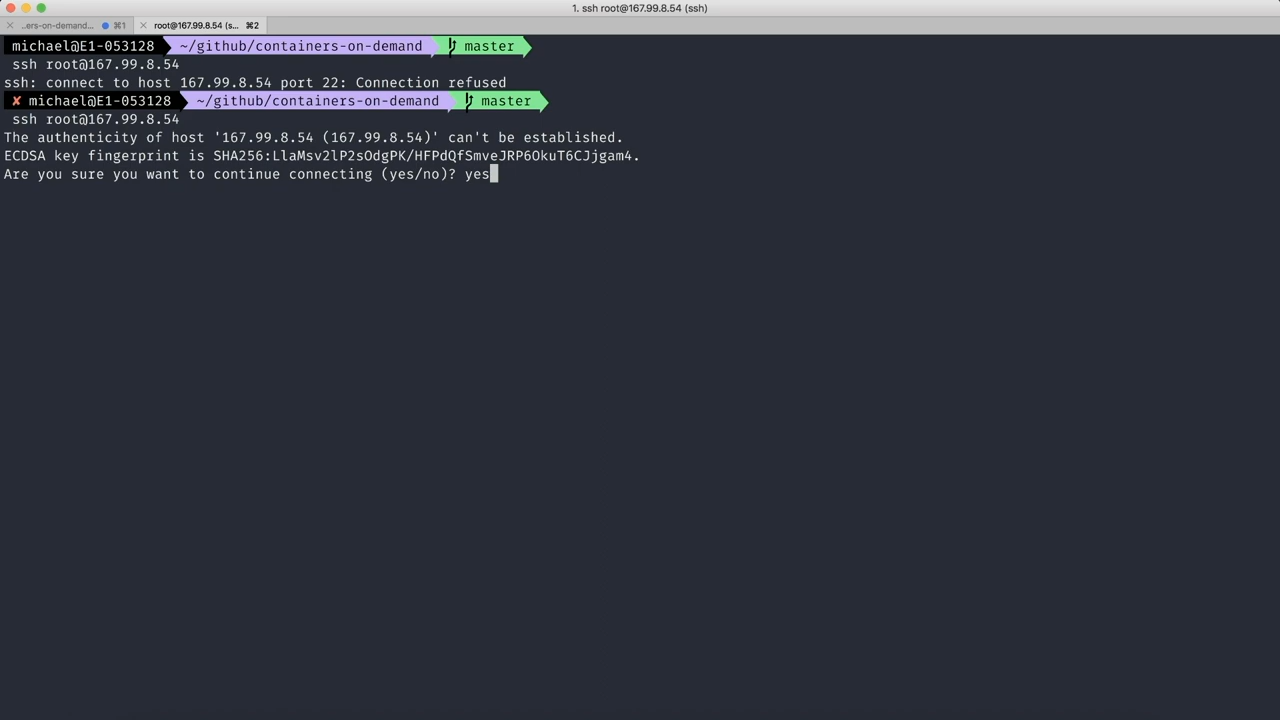 1. ssh root@167.99.8.54 (ssh)
..ers-on-demand... ⌘1 root@167.99.8.54 (s... ⌘2
michael@E1-053128 ~/github/containers-on-demand master
ssh root@167.99.8.54
ssh: connect to host 167.99.8.54 port 22: Connection refused
✘ michael@E1-053128 ~/github/containers-on-demand master
ssh root@167.99.8.54
The authenticity of host '167.99.8.54 (167.99.8.54)' can't be established.
ECDSA key fingerprint is SHA256:LlaMsv2lP2sOdgPK/HFPdQfSmveJRP6OkuT6CJjgam4.
Are you sure you want to continue connecting (yes/no)? yes